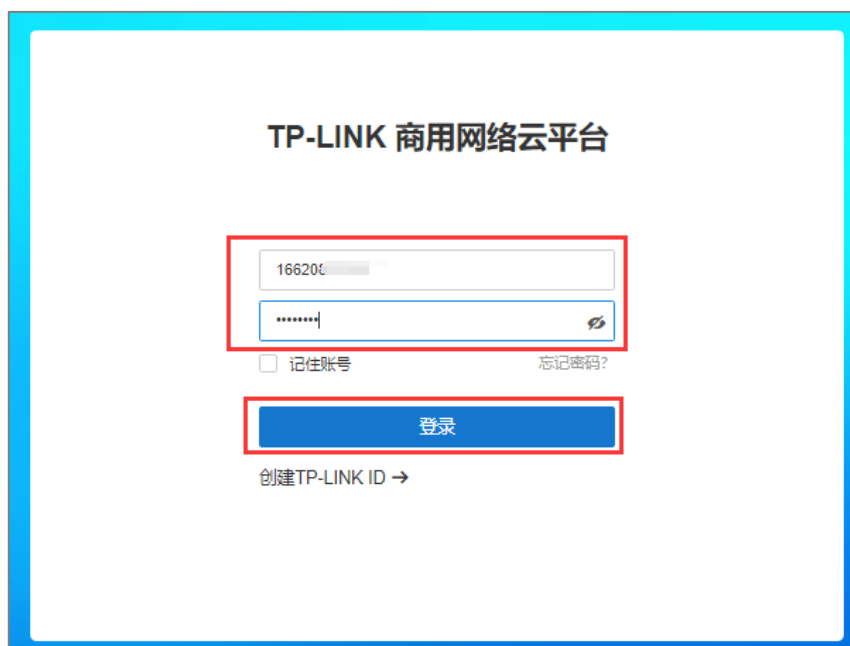 TP-LINK 商用网络云平台
166208
••••••••
记住账号 忘记密码?
登录
创建TP-LINK ID →